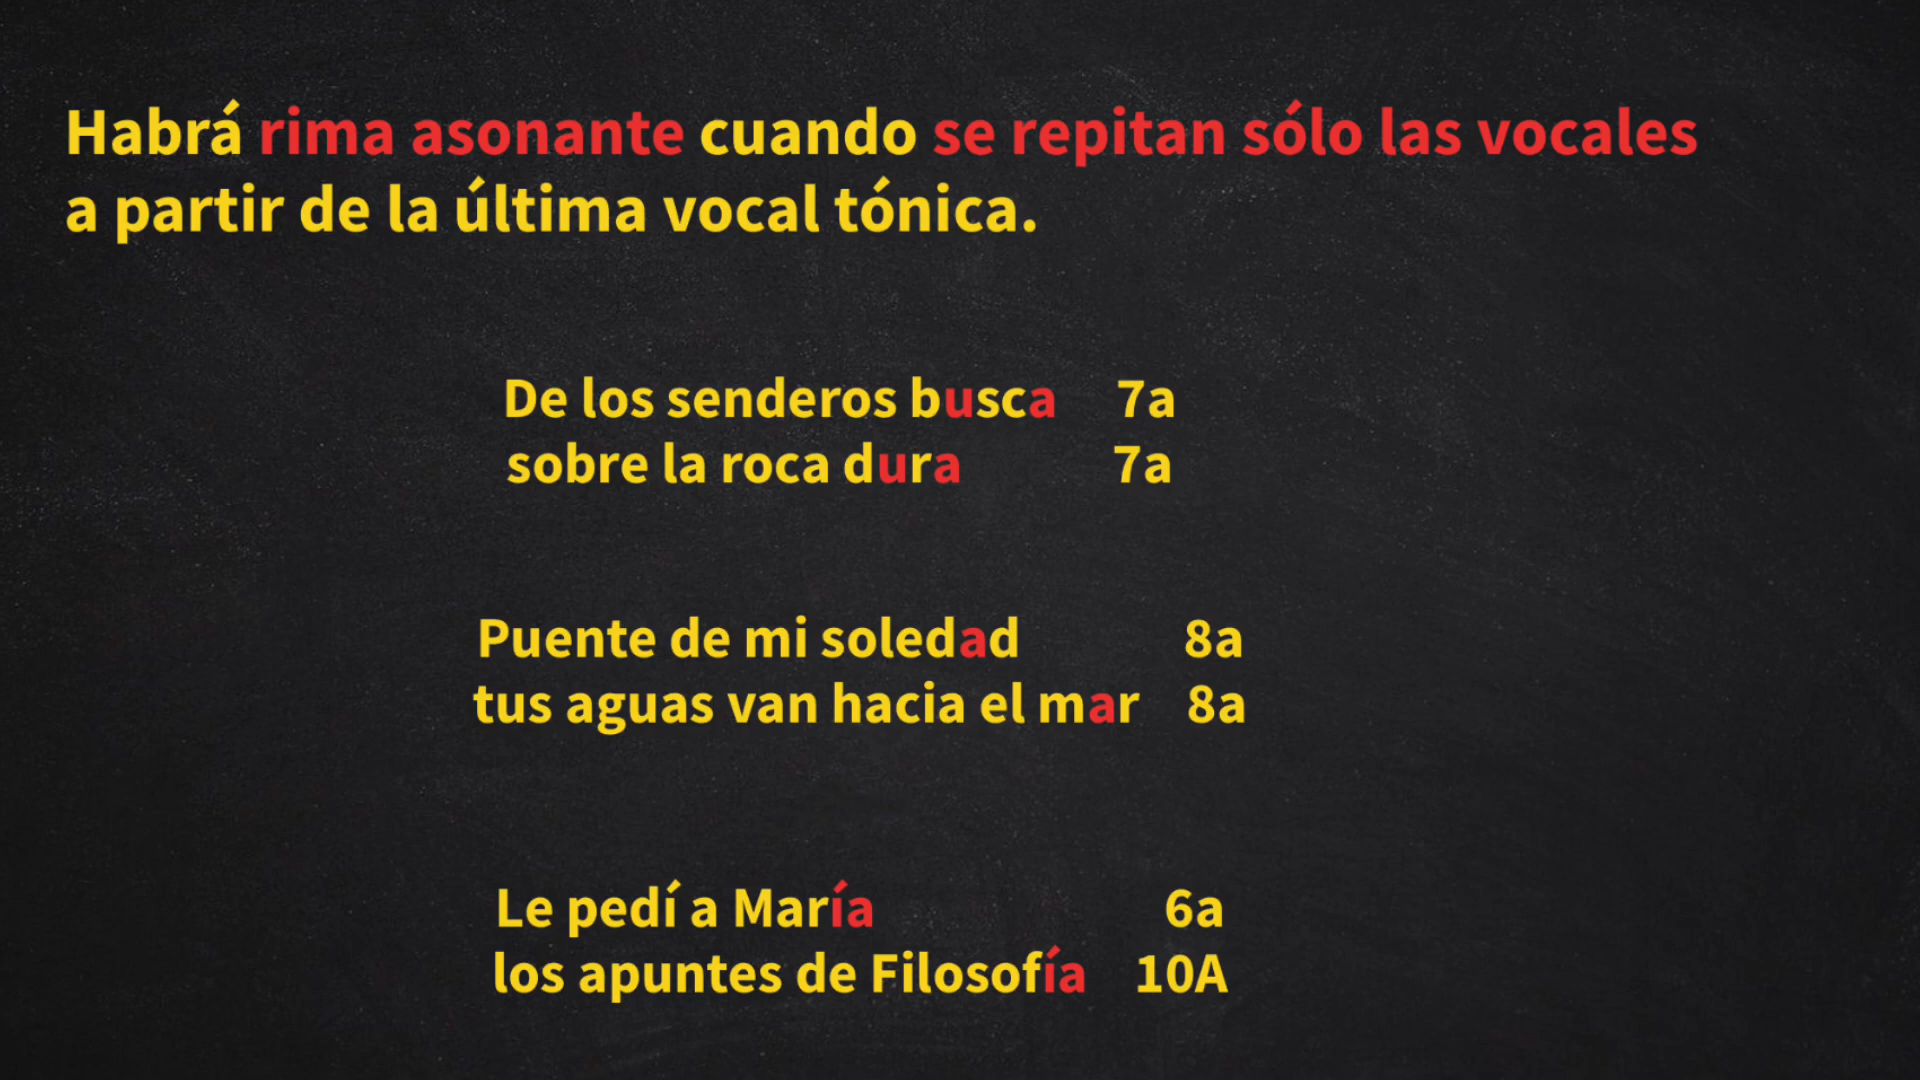 Habrá rima asonante cuando se repitan sólo las vocales
a partir de la última vocal tónica.
De los senderos busca 7a
sobre la roca dura 7a
Puente de mi soledad 8a
tus aguas van hacia el mar 8a
Le pedí a María 6a
los apuntes de Filosofía 10A